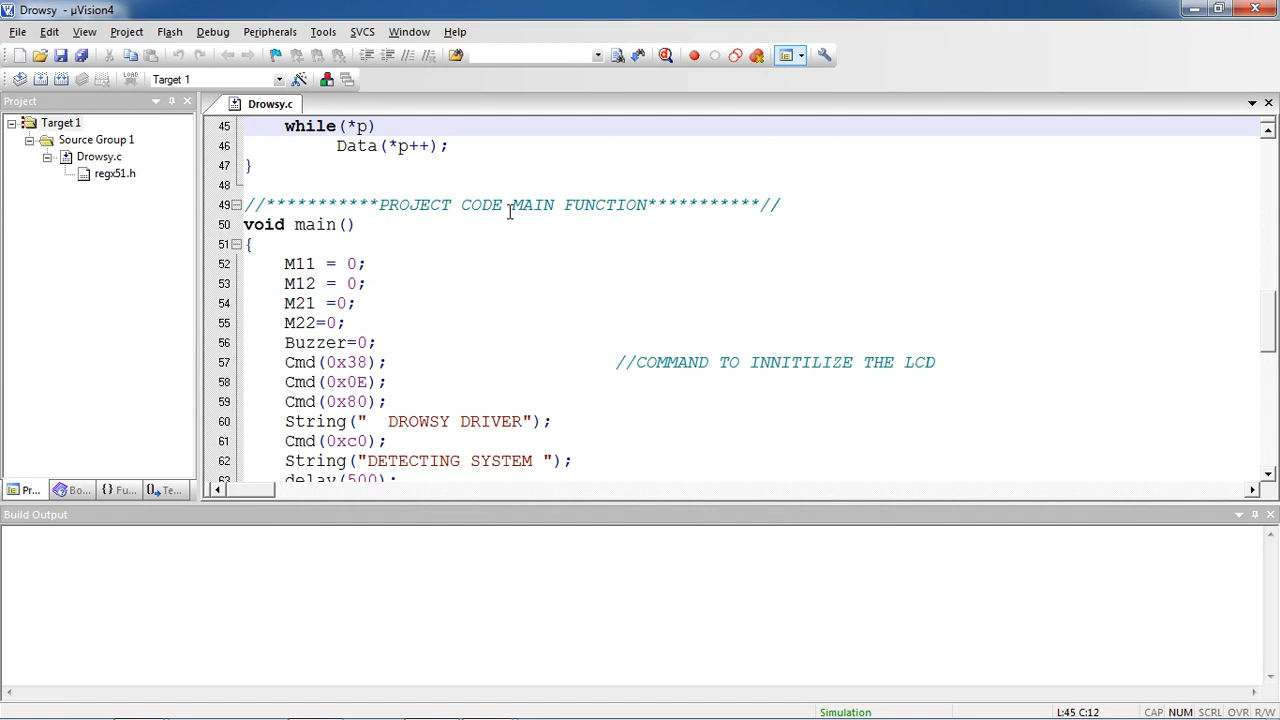 Drowsy - µVision4
File Edit View Project Flash Debug Peripherals Tools SVCS Window Help
LOAD Target 1
Project
Drowsy.c
Target 1
Source Group 1
Drowsy.c
regx51.h
45 while(*p)
46 Data(*p++);
47 }
48
49 //***********PROJECT CODE MAIN FUNCTION***********//
50 void main()
51 {
52 M11 = 0;
53 M12 = 0;
54 M21 =0;
55 M22=0;
56 Buzzer=0;
57 Cmd(0x38); //COMMAND TO INNITILIZE THE LCD
58 Cmd(0x0E);
59 Cmd(0x80);
60 String("  DROWSY DRIVER");
61 Cmd(0xc0);
62 String("DETECTING SYSTEM ");
63 delay(500);
Pr... Bo... {} Fu... Te...
Build Output
Simulation L:45 C:12 CAP NUM SCRL OVR R/W